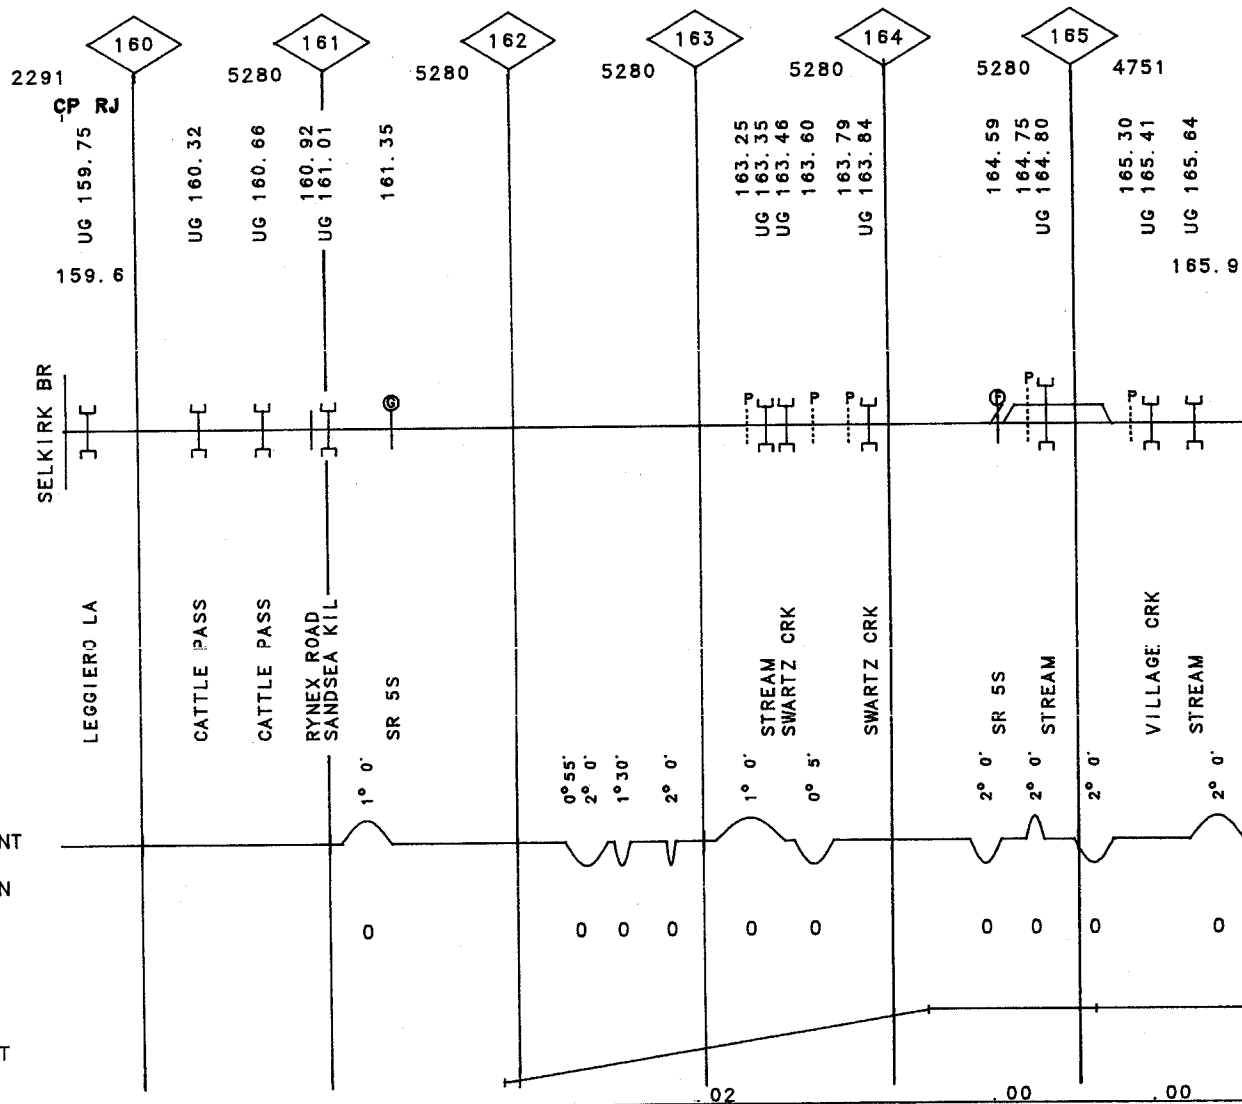 160 161 162 163 164 165
2291 5280 5280 5280 5280 5280 4751
CP RJ
UG 159.75
UG 160.32
UG 160.66
160.92
UG 161.01
161.35
163.25
UG 163.35
UG 163.46
163.60
163.79
UG 163.84
164.59
164.75
UG 164.80
165.30
UG 165.41
UG 165.64
159.6
165.9
SELKIRK BR
G
P P P
P P P
LEGGIERO LA
CATTLE PASS
CATTLE PASS
RYNEX ROAD
SANDSEA KIL
SR 5S
STREAM
SWARTZ CRK
SWARTZ CRK
SR 5S
STREAM
VILLAGE CRK
STREAM
1° 0'
0° 55'
2° 0'
1° 30'
2° 0'
1° 0'
0° 5'
2° 0'
2° 0'
2° 0'
2° 0'
NT
N
0 0 0 0 0 0 0 0 0 0
T
.02 .00 .00